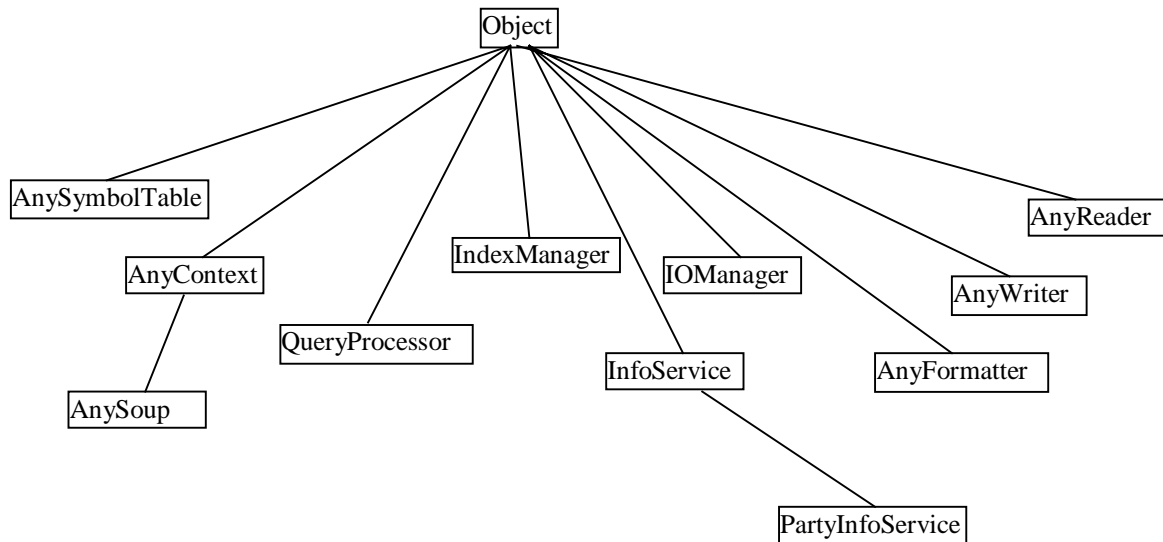 Object
AnySymbolTable
AnyReader
IndexManager
AnyContext
IOManager
AnyWriter
QueryProcessor
InfoService
AnyFormatter
AnySoup
PartyInfoService